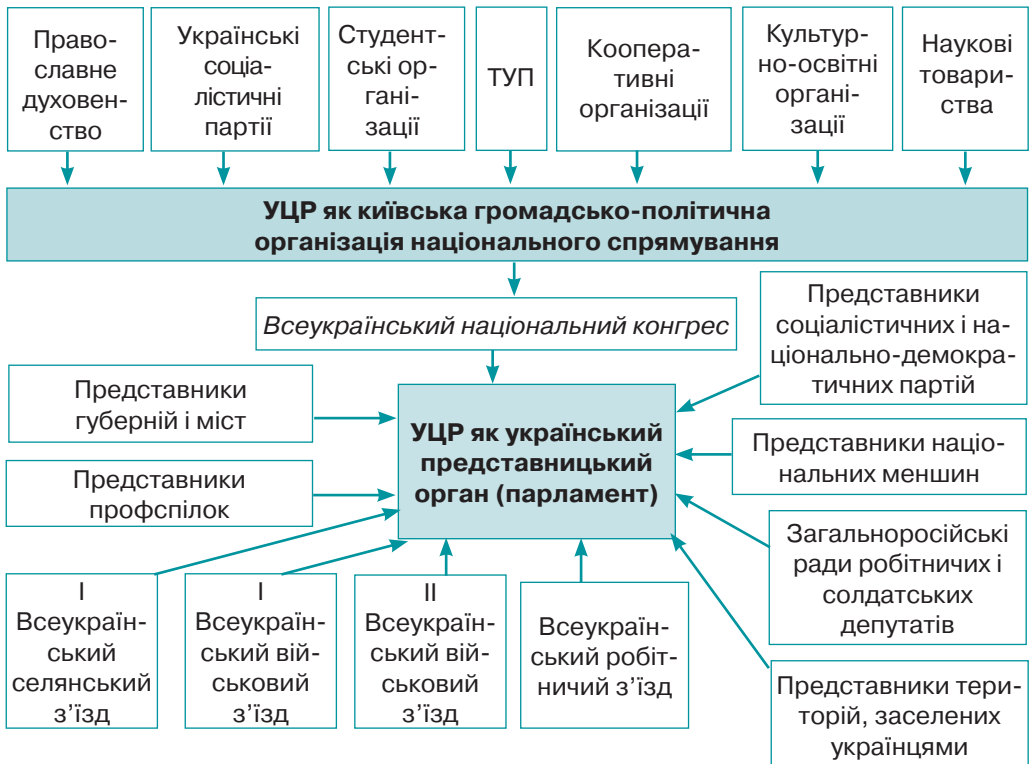 Право-
славне
духовен-
ство
Українські
соціа-
лістичні
партії
Студент-
ські ор-
гані-
зації
ТУП
Коопера-
тивні
організації
Культур-
но-освітні
органі-
зації
Наукові
товари-
ства
УЦР як київська громадсько-політична
організація національного спрямування
Всеукраїнський національний конгрес
Представники
соціалістичних і на-
ціонально-демокра-
тичних партій
Представники
губерній і міст
УЦР як український
представницький
орган (парламент)
Представники націо-
нальних меншин
Представники
профспілок
Загальноросійські
ради робітничих і
солдатських
депутатів
I
Всеукраїн-
ський
селянський
з’їзд
I
Всеукраїн-
ський вій-
ськовий
з’їзд
II
Всеукраїн-
ський вій-
ськовий
з’їзд
Всеукраїн-
ський робіт-
ничий з’їзд
Представники тери-
торій, заселених
українцями